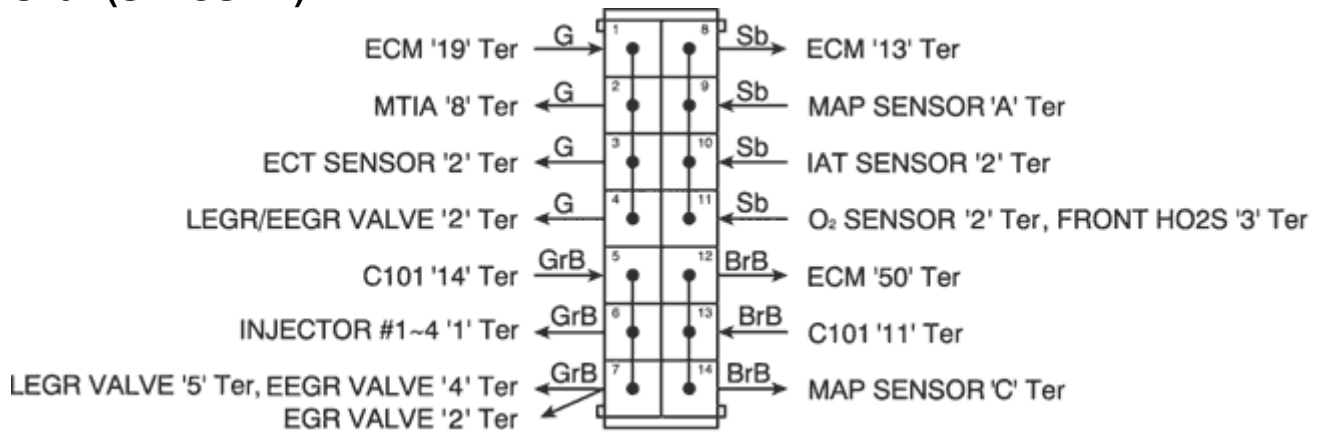 ECM '19' Ter G 1 8 Sb ECM '13' Ter
MTIA '8' Ter G 2 9 Sb MAP SENSOR 'A' Ter
ECT SENSOR '2' Ter G 3 10 Sb IAT SENSOR '2' Ter
LEGR/EEGR VALVE '2' Ter G 4 11 Sb O₂ SENSOR '2' Ter, FRONT HO2S '3' Ter
C101 '14' Ter GrB 5 12 BrB ECM '50' Ter
INJECTOR #1~4 '1' Ter GrB 6 13 BrB C101 '11' Ter
LEGR VALVE '5' Ter, EEGR VALVE '4' Ter GrB 7 14 BrB MAP SENSOR 'C' Ter
EGR VALVE '2' Ter